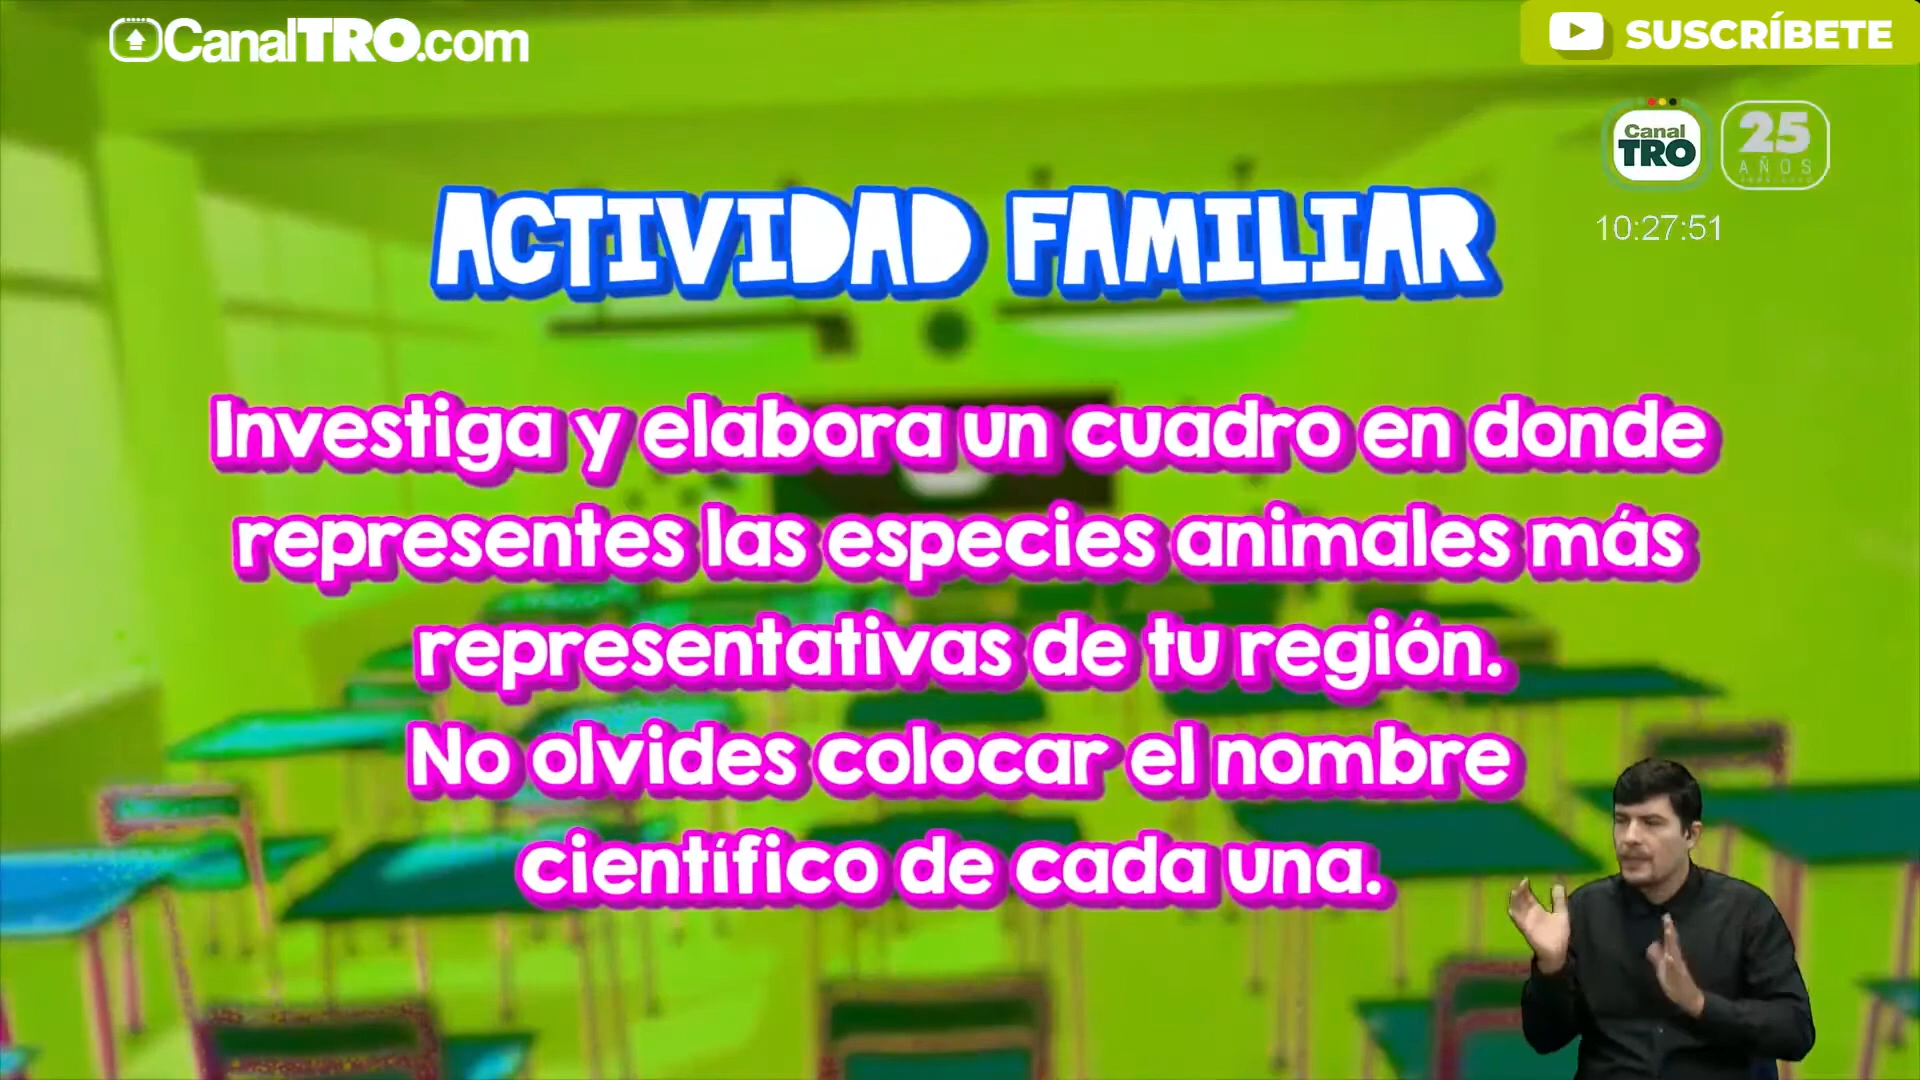 CanalTRO.com
SUSCRÍBETE
Canal
TRO
25
AÑOS
10:27:51
ACTIVIDAD FAMILIAR
Investiga y elabora un cuadro en donde
representes las especies animales más
representativas de tu región.
No olvides colocar el nombre
científico de cada una.